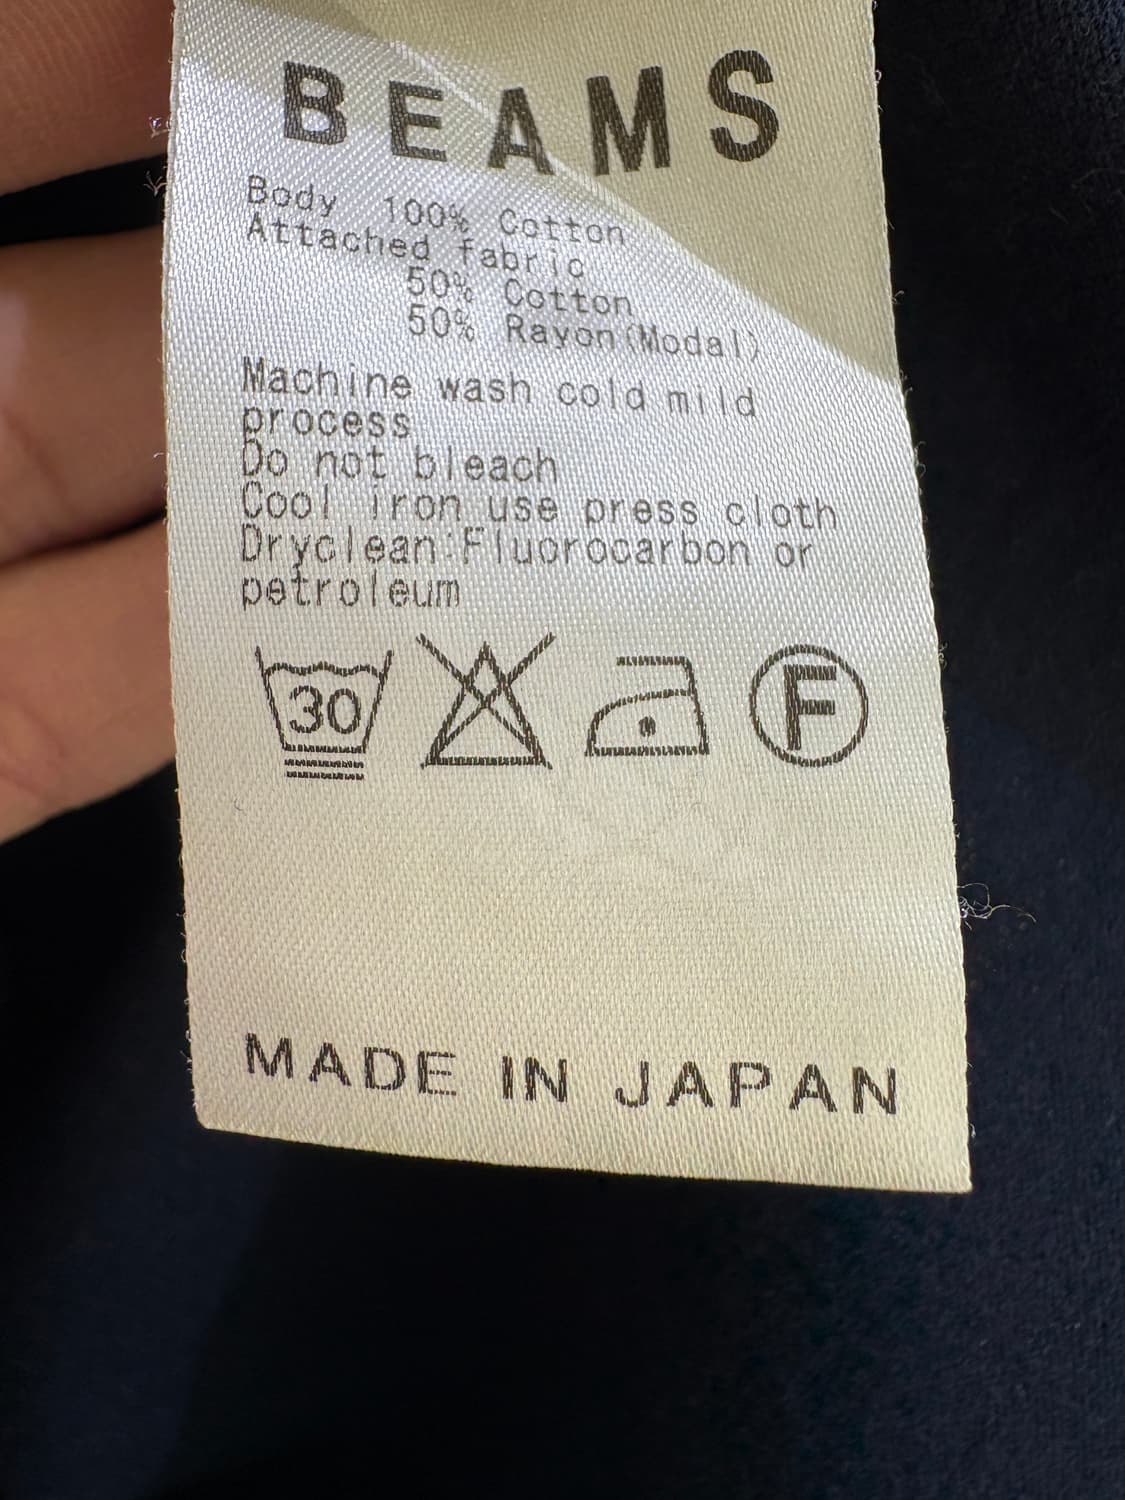 BEAMS
Body 100% Cotton
Attached fabric
50% Cotton
50% Rayon(Modal)
Machine wash cold mild
process
Do not bleach
Cool iron use press cloth
Dryclean:Fluorocarbon or
petroleum
30 F
MADE IN JAPAN